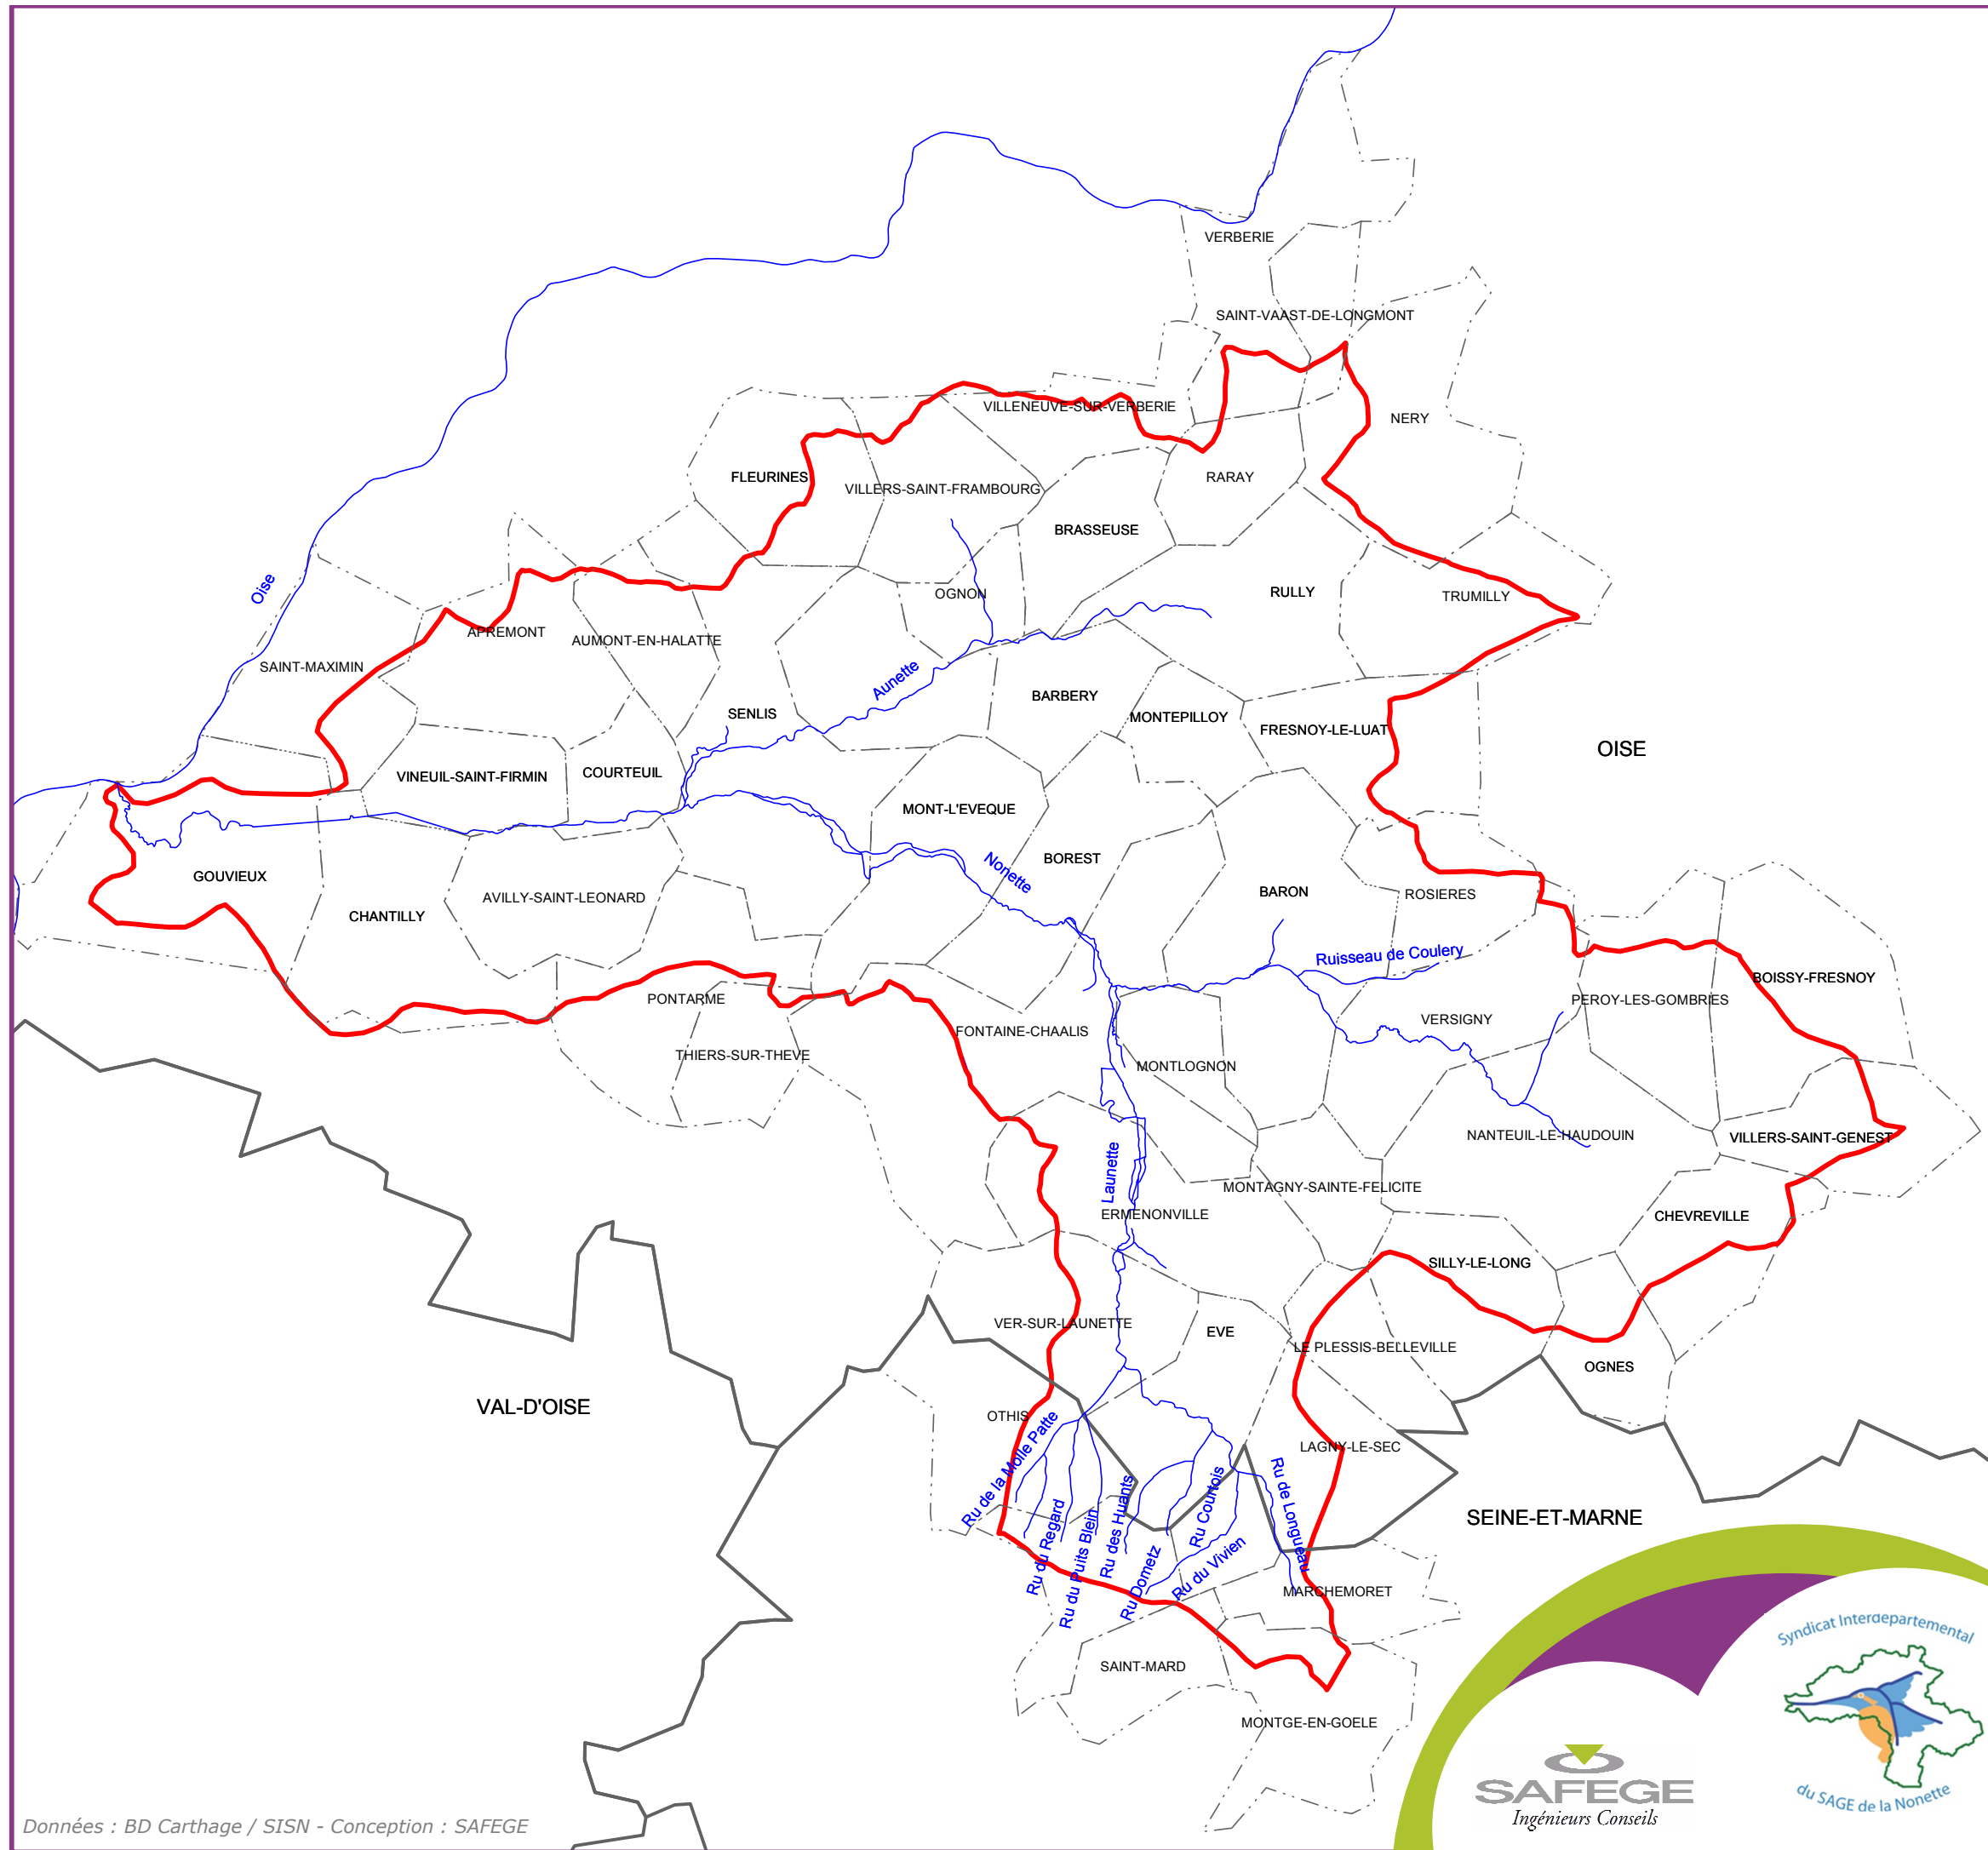 VERBERIE
SAINT-VAAST-DE-LONGMONT
VILLENEUVE-SUR-VERBERIE
NERY
FLEURINES
VILLERS-SAINT-FRAMBOURG
RARAY
BRASSEUSE
Oise
OGNON
RULLY
TRUMILLY
APREMONT
AUMONT-EN-HALATTE
SAINT-MAXIMIN
Aunette
BARBERY
SENLIS
MONTEPILLOY
FRESNOY-LE-LUAT
OISE
VINEUIL-SAINT-FIRMIN
COURTEUIL
MONT-L'EVEQUE
Nonette
BOREST
GOUVIEUX
CHANTILLY
AVILLY-SAINT-LEONARD
BARON
ROSIERES
Ruisseau de Coulery
BOISSY-FRESNOY
PONTARME
PEROY-LES-GOMBRIES
VERSIGNY
FONTAINE-CHAALIS
THIERS-SUR-THEVE
MONTLOGNON
NANTEUIL-LE-HAUDOUIN
VILLERS-SAINT-GENEST
Launette
MONTAGNY-SAINTE-FELICITE
ERMENONVILLE
CHEVREVILLE
SILLY-LE-LONG
VER-SUR-LAUNETTE
EVE
LE PLESSIS-BELLEVILLE
OGNES
VAL-D'OISE
OTHIS
LAGNY-LE-SEC
Ru de la Molle Patte
Ru du Regard
Ru du Puits Blein
Ru des Huants
Ru Dometz
Ru Courtois
Ru du Vivien
Ru de Longueau
SEINE-ET-MARNE
MARCHEMORET
SAINT-MARD
MONTGE-EN-GOELE
Syndicat Interdepartemental
du SAGE de la Nonette
SAFEGE
Ingénieurs Conseils
Données : BD Carthage / SISN - Conception : SAFEGE